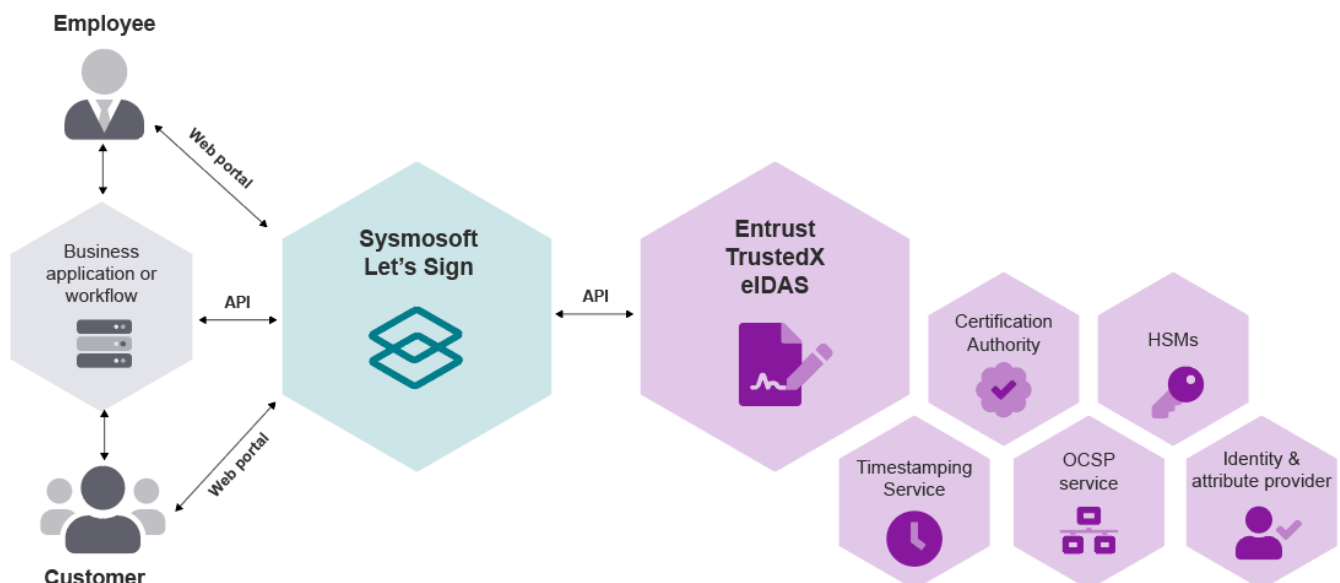 Employee
Web portal
Business
application or
workflow
API
Sysmosoft
Let's Sign
API
Entrust
TrustedX
eIDAS
Certification
Authority
HSMs
Timestamping
Service
OCSP
service
Identity &
attribute provider
Web portal
Customer